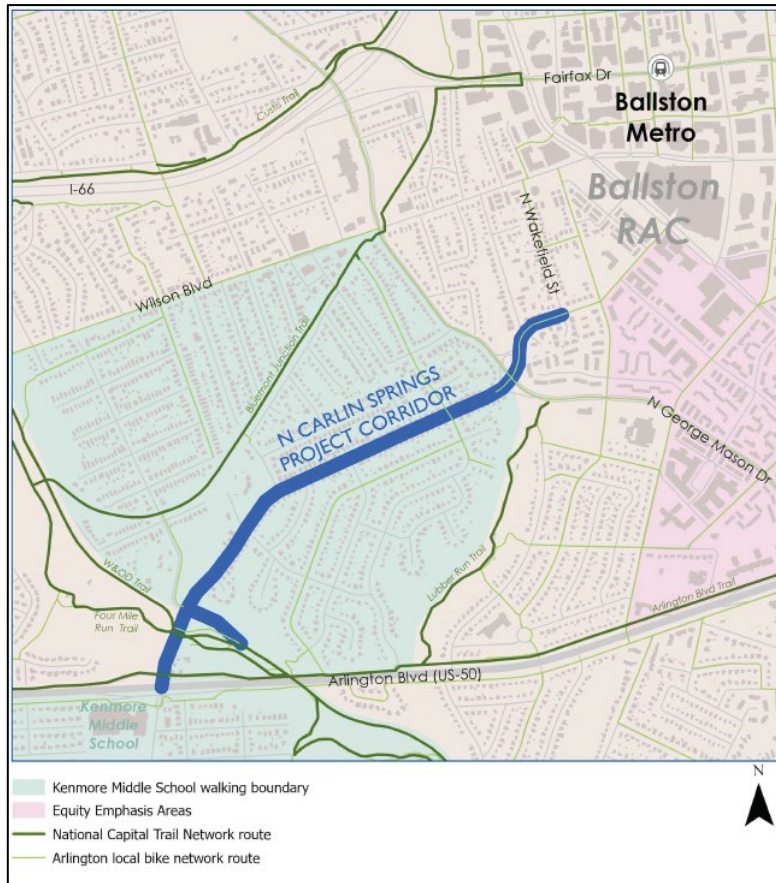 Fairfax Dr
Ballston
Metro
Custis Trail
Ballston
RAC
I-66
N Wakefield St
Wilson Blvd
Bluemont Junction Trail
N CARLIN SPRINGS
PROJECT CORRIDOR
N George Mason Dr
W&OD Trail
Lubber Run Trail
Arlington Blvd Trail
Four Mile
Run Trail
Arlington Blvd (US-50)
Kenmore
Middle
School
N
Kenmore Middle School walking boundary
Equity Emphasis Areas
National Capital Trail Network route
Arlington local bike network route